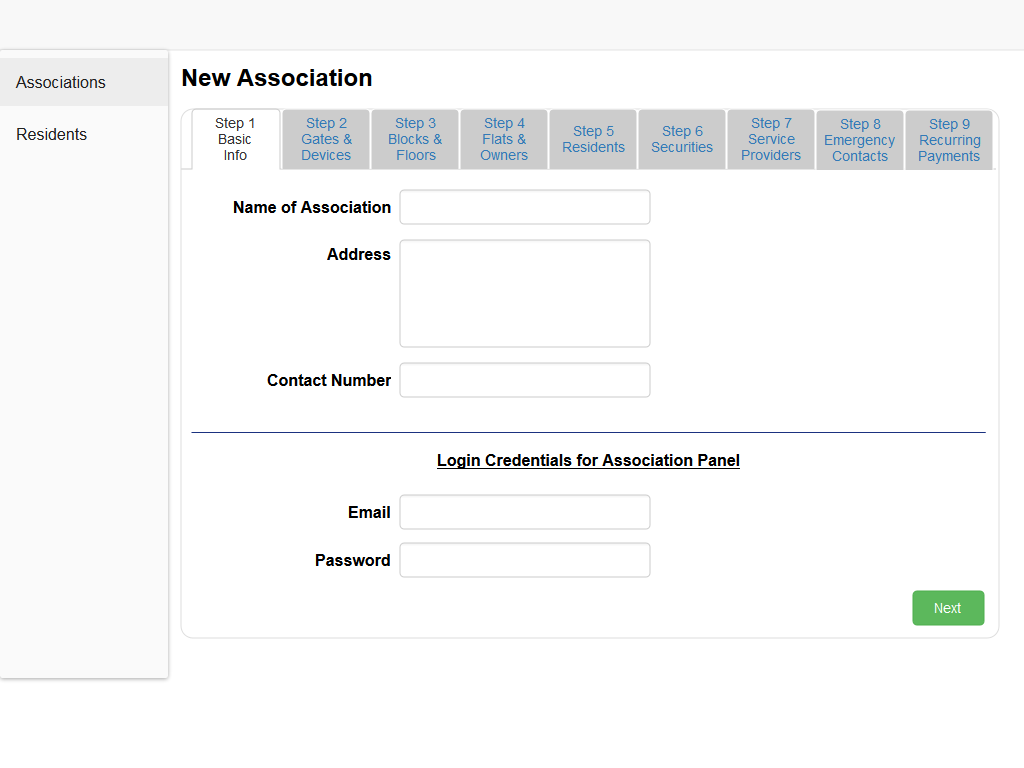 Associations
Residents
New Association
Step 1
Basic
Info
Step 2
Gates &
Devices
Step 3
Blocks &
Floors
Step 4
Flats &
Owners
Step 5
Residents
Step 6
Securities
Step 7
Service
Providers
Step 8
Emergency
Contacts
Step 9
Recurring
Payments
Name of Association
Address
Contact Number
Login Credentials for Association Panel
Email
Password
Next